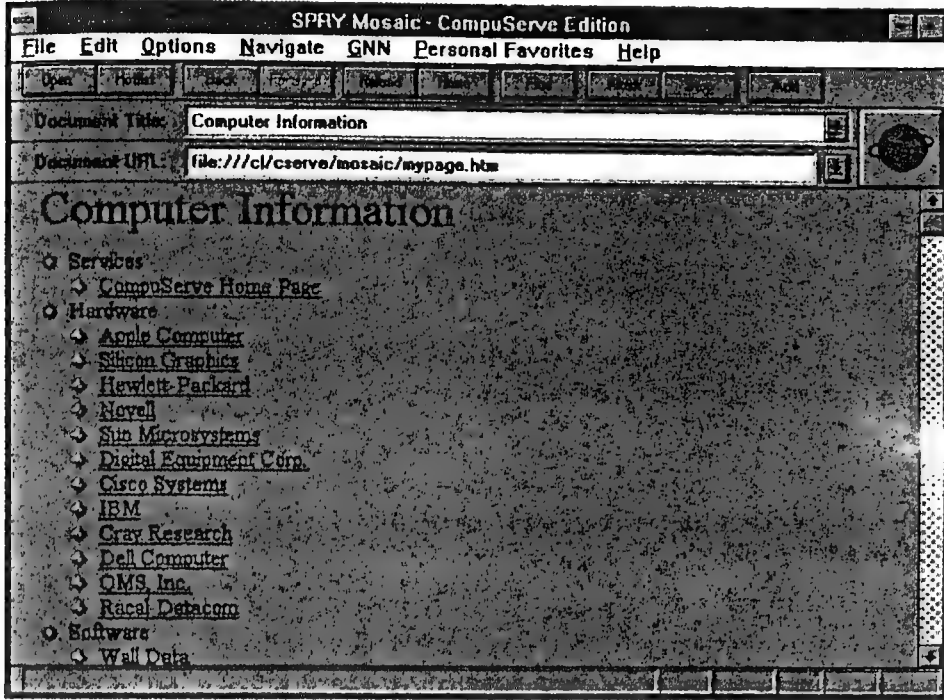 SPRY Mosaic - CompuServe Edition
File Edit Options Navigate GNN Personal Favorites Help
Open Hotlist Back Forward Reload Home
Document Title: Computer Information
Document URL: file:///cl/cserve/mosaic/mypage.htm
Computer Information
Services
CompuServe Home Page
Hardware
Apple Computer
Silicon Graphics
Hewlett-Packard
Novell
Sun Microsystems
Digital Equipment Corp.
Cisco Systems
IBM
Cray Research
Dell Computer
QMS, Inc.
Racal Datacom
Software
Wall Data